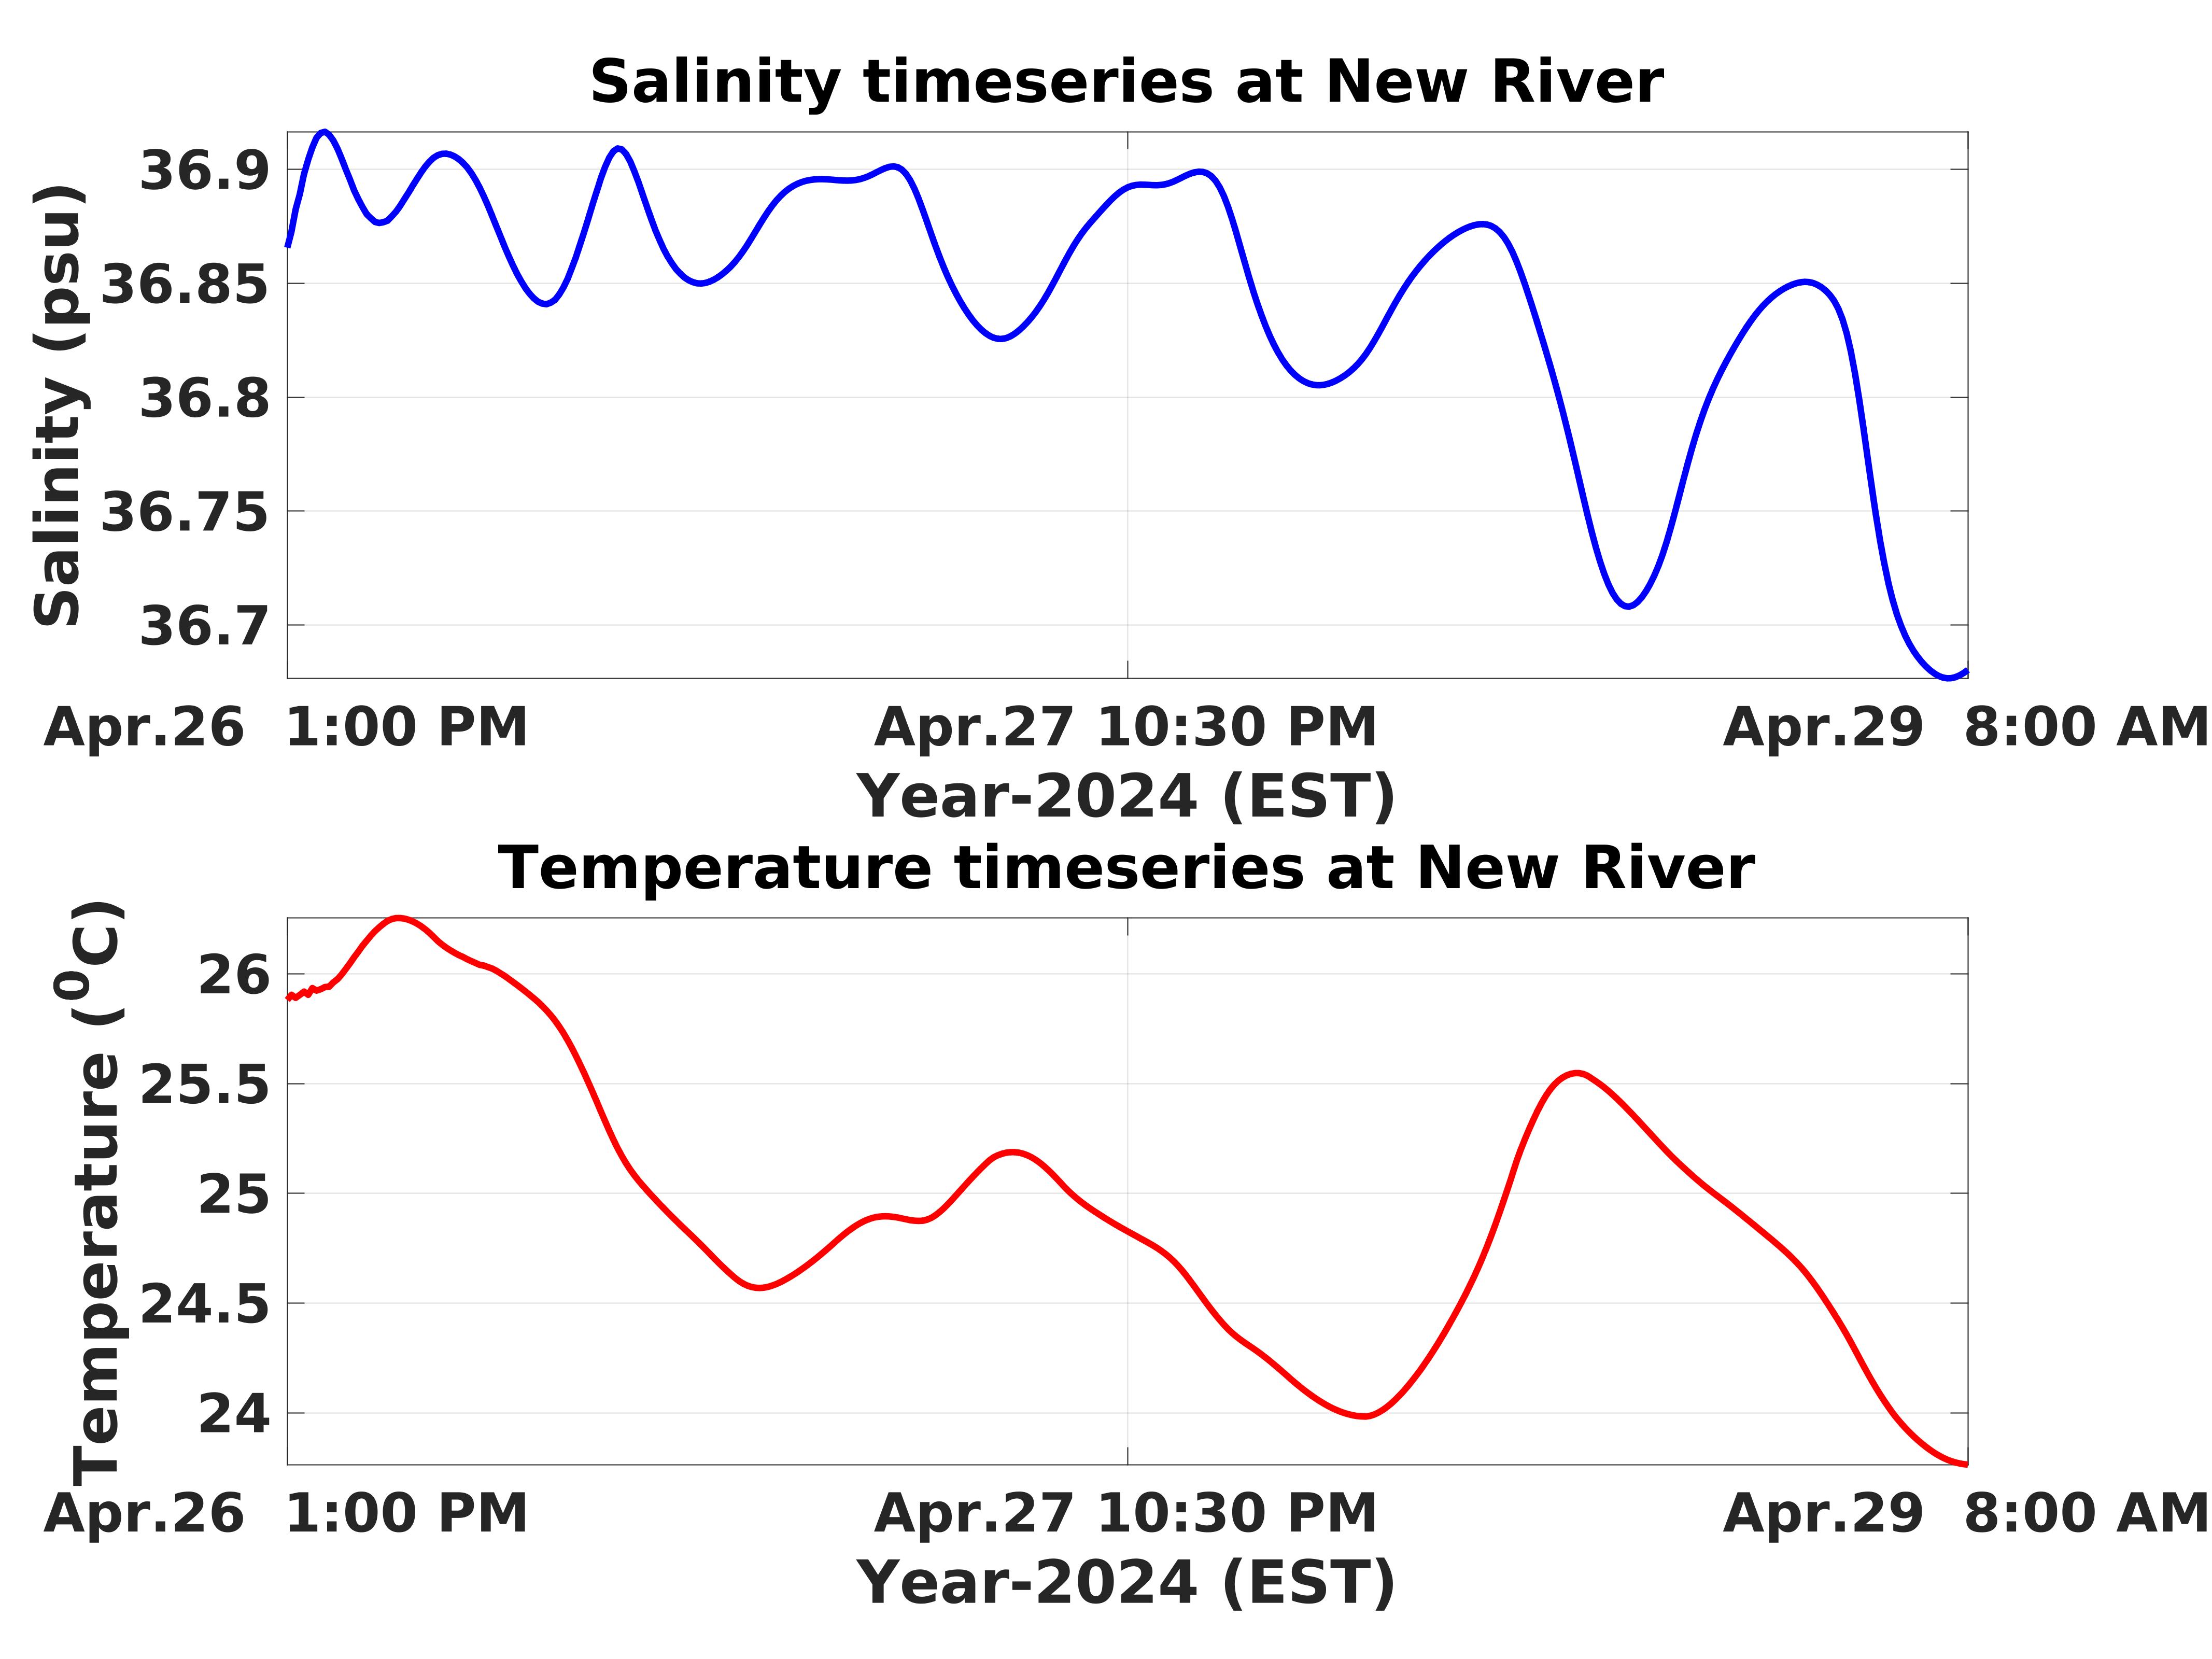 Salinity timeseries at New River
Salinity (psu)
36.9
36.85
36.8
36.75
36.7
Apr.26  1:00 PM
Apr.27 10:30 PM
Apr.29  8:00 AM
Year-2024 (EST)
Temperature timeseries at New River
Temperature (⁰C)
26
25.5
25
24.5
24
Apr.26  1:00 PM
Apr.27 10:30 PM
Apr.29  8:00 AM
Year-2024 (EST)